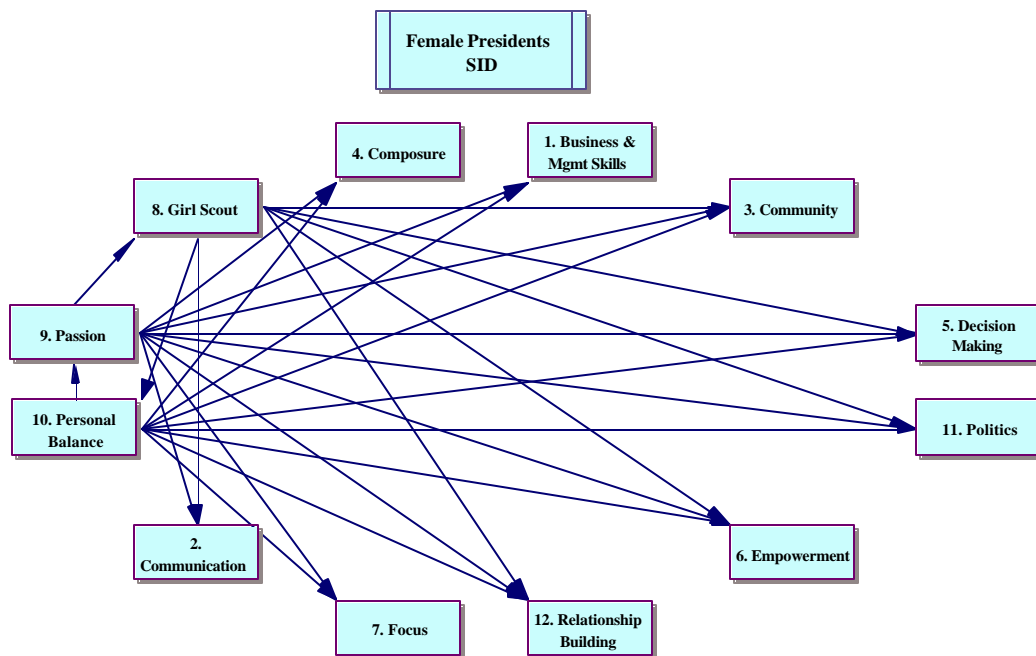 Female Presidents
SID
4. Composure
1. Business &
Mgmt Skills
8. Girl Scout
3. Community
9. Passion
5. Decision
Making
10. Personal
Balance
11. Politics
2.
Communication
6. Empowerment
7. Focus
12. Relationship
Building